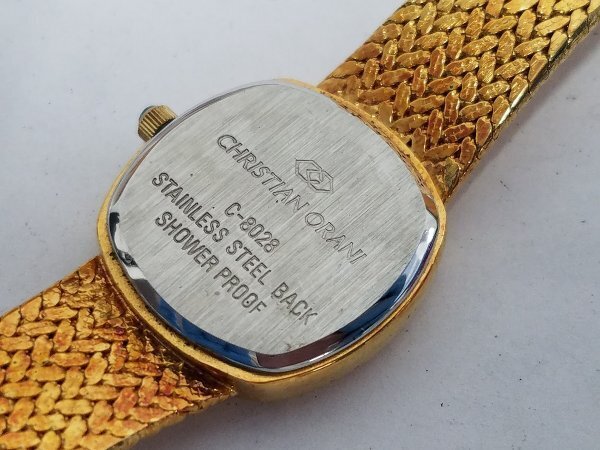 CHRISTIAN ORANI
C-8028
STAINLESS STEEL BACK
SHOWER PROOF